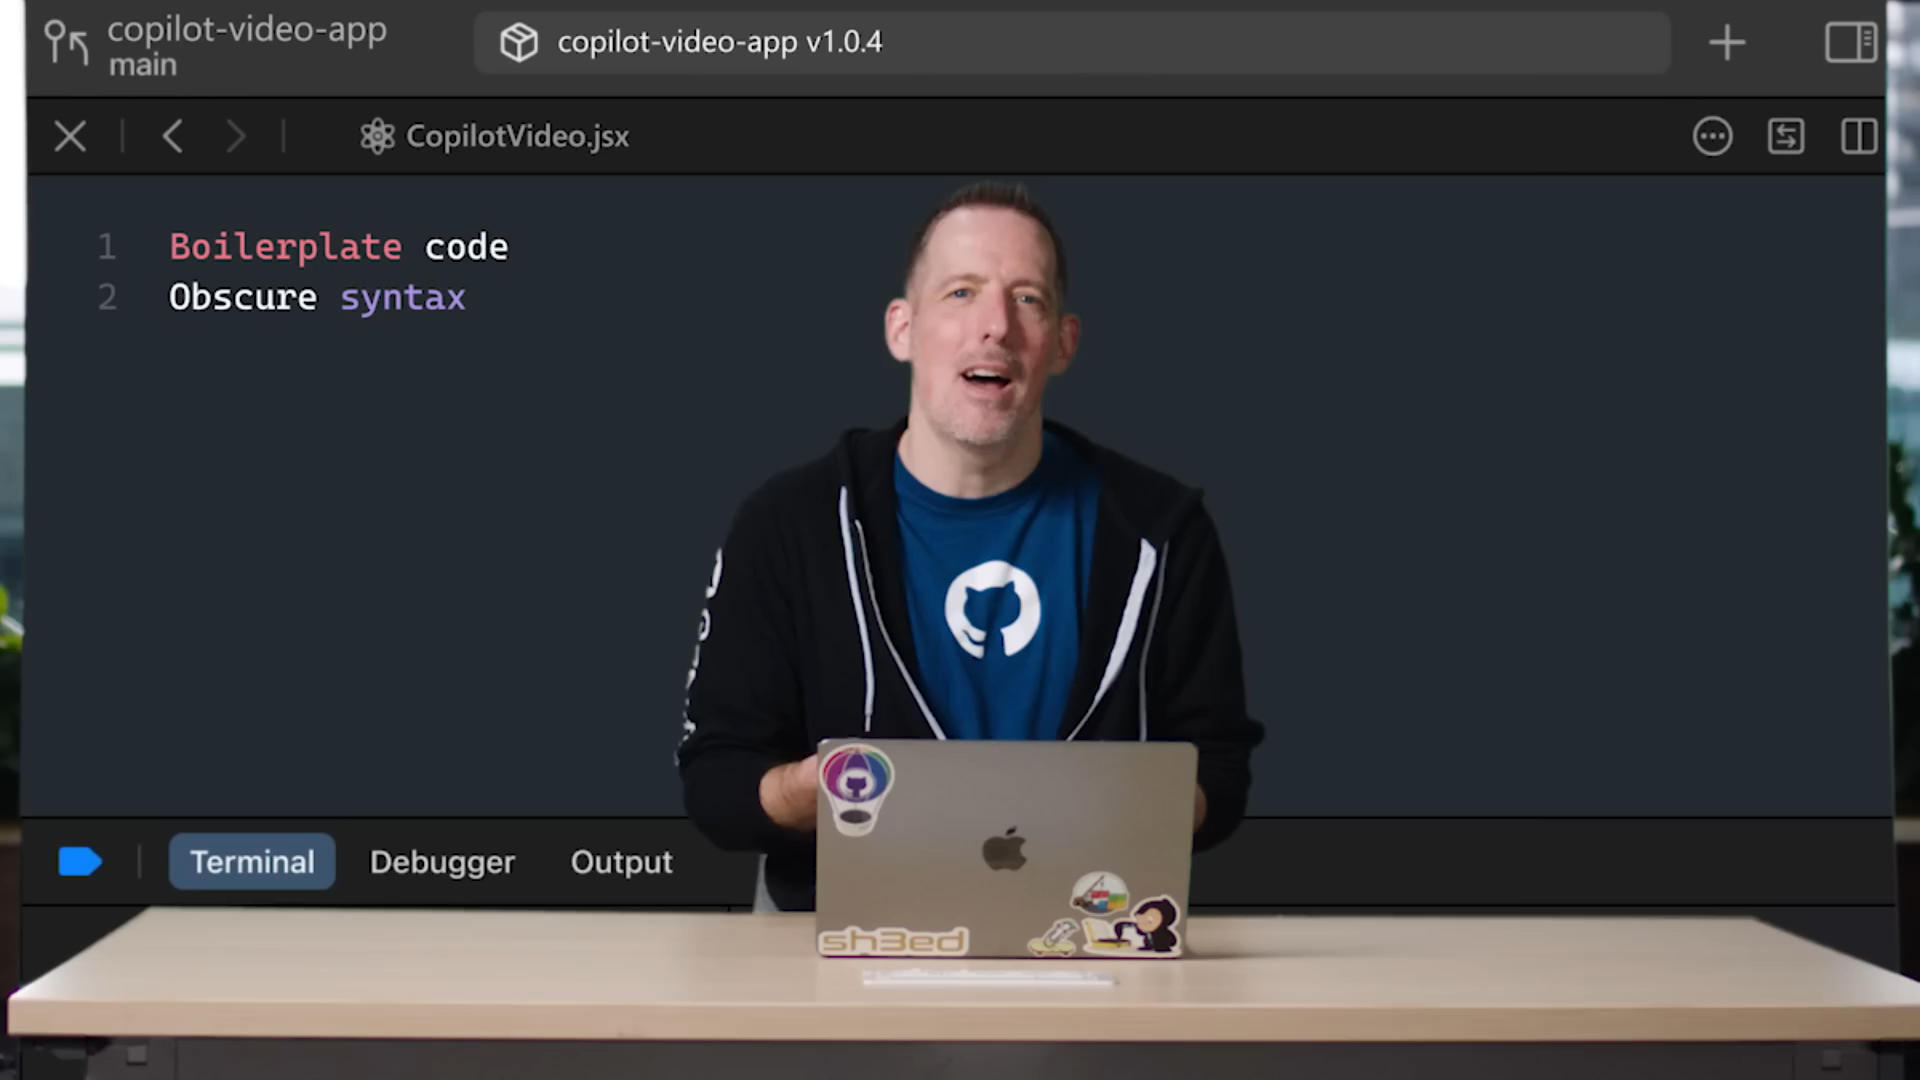 copilot-video-app
main
copilot-video-app v1.0.4
CopilotVideo.jsx
1 Boilerplate code
2 Obscure syntax
Terminal Debugger Output
sh3ed